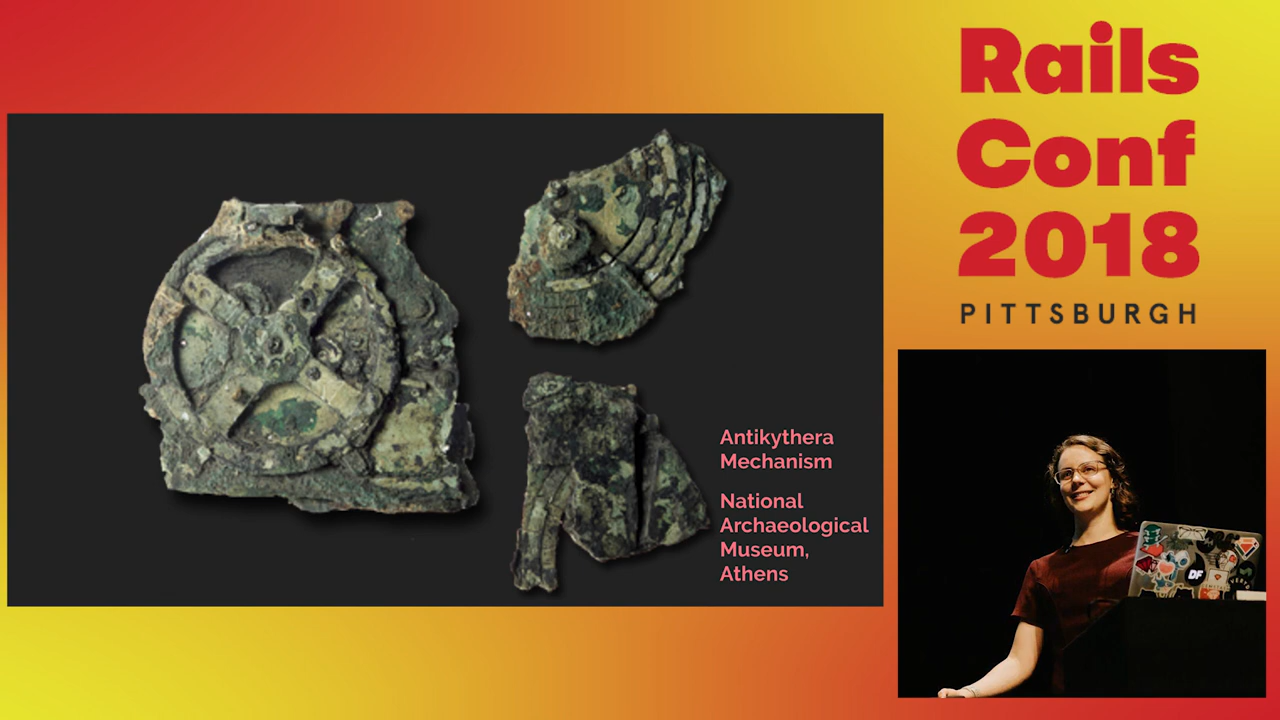 Rails
Conf
2018
PITTSBURGH
Antikythera
Mechanism
National
Archaeological
Museum,
Athens
DF